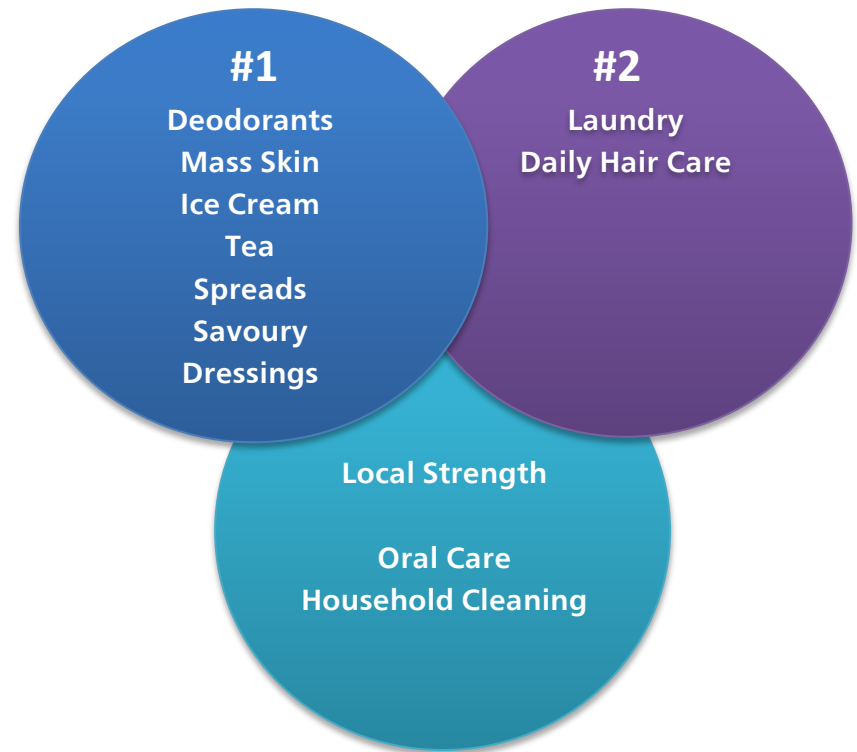 #1
Deodorants
Mass Skin
Ice Cream
Tea
Spreads
Savoury
Dressings
#2
Laundry
Daily Hair Care
Local Strength
Oral Care
Household Cleaning